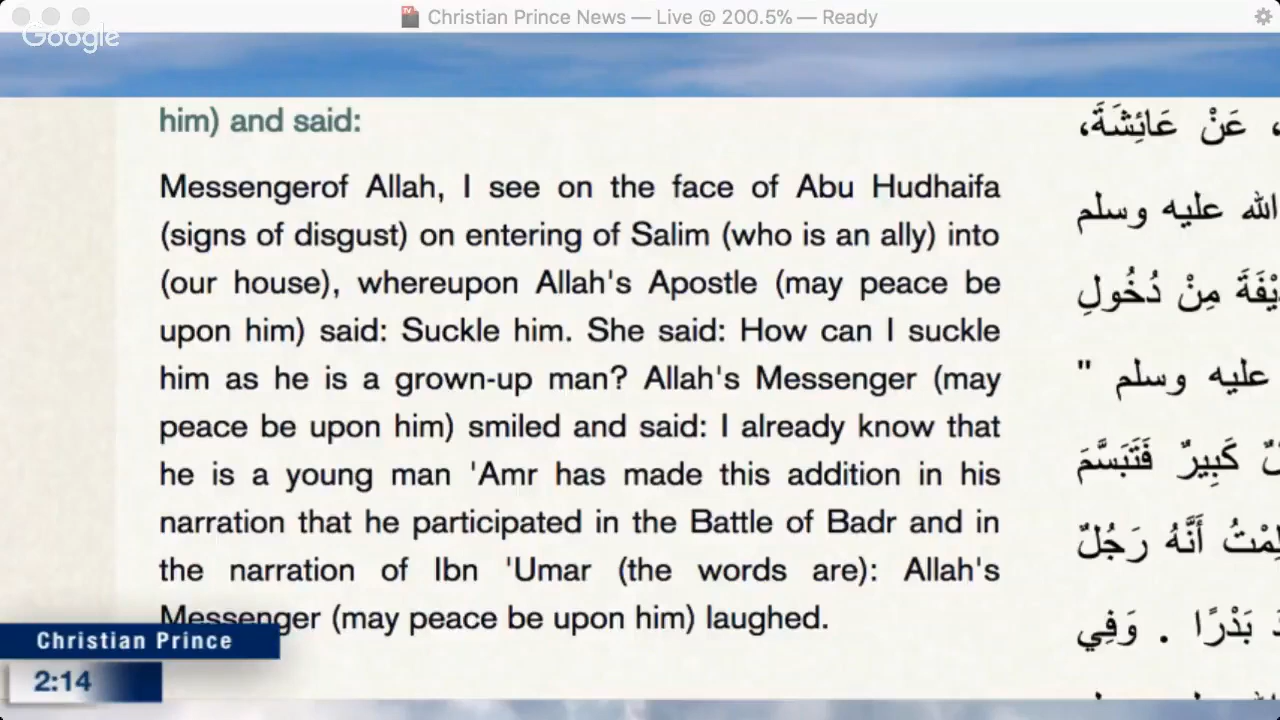 Christian Prince News — Live @ 200.5% — Ready
Google
him) and said:
Messengerof Allah, I see on the face of Abu Hudhaifa
(signs of disgust) on entering of Salim (who is an ally) into
(our house), whereupon Allah's Apostle (may peace be
upon him) said: Suckle him. She said: How can I suckle
him as he is a grown-up man? Allah's Messenger (may
peace be upon him) smiled and said: I already know that
he is a young man 'Amr has made this addition in his
narration that he participated in the Battle of Badr and in
the narration of Ibn 'Umar (the words are): Allah's
Messenger (may peace be upon him) laughed.
عَنْ عَائِشَةَ،
الله عليه وسلم
مِنْ دُخُولِ
عليه وسلم "
كَبِيرٌ فَتَبَسَّمَ
أَنَّهُ رَجُلٌ
بَدْرًا . وَفِي
Christian Prince
2:14